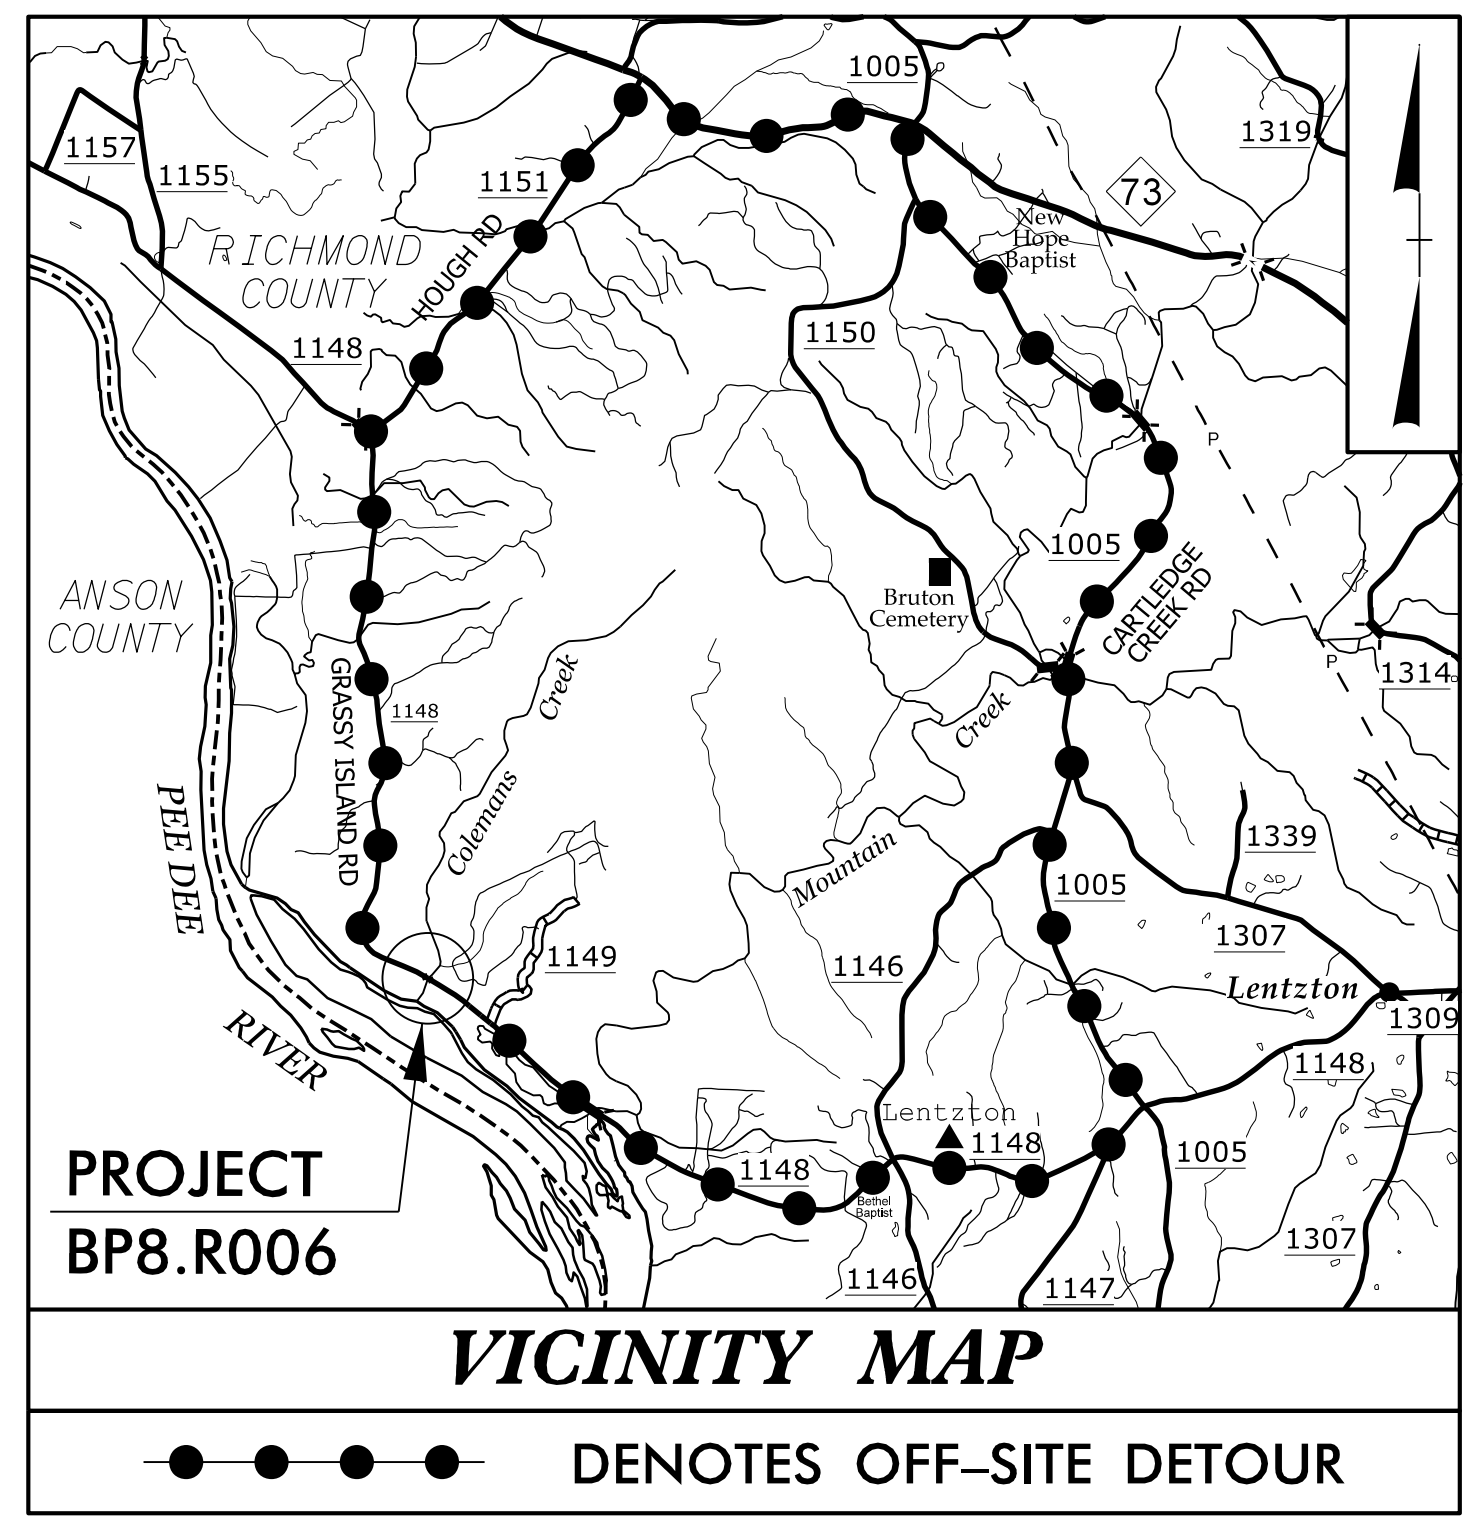 1005
1319
1157
1155
1151
73
New
Hope
Baptist
RICHMOND
COUNTY
HOUGH RD
1148
1150
P
1005
CARTLEDGE
CREEK RD
Bruton
Cemetery
ANSON
COUNTY
GRASSY ISLAND RD
1148
Colemans
Creek
P
1314
Mountain
Creek
PEE DEE
RIVER
1339
1005
1307
1149
1146
Lentzton
1309
1148
Lentzton
1148
1148
1005
Bethel
Baptist
1307
1146
1147
PROJECT
BP8.R006
VICINITY MAP
DENOTES OFF–SITE DETOUR